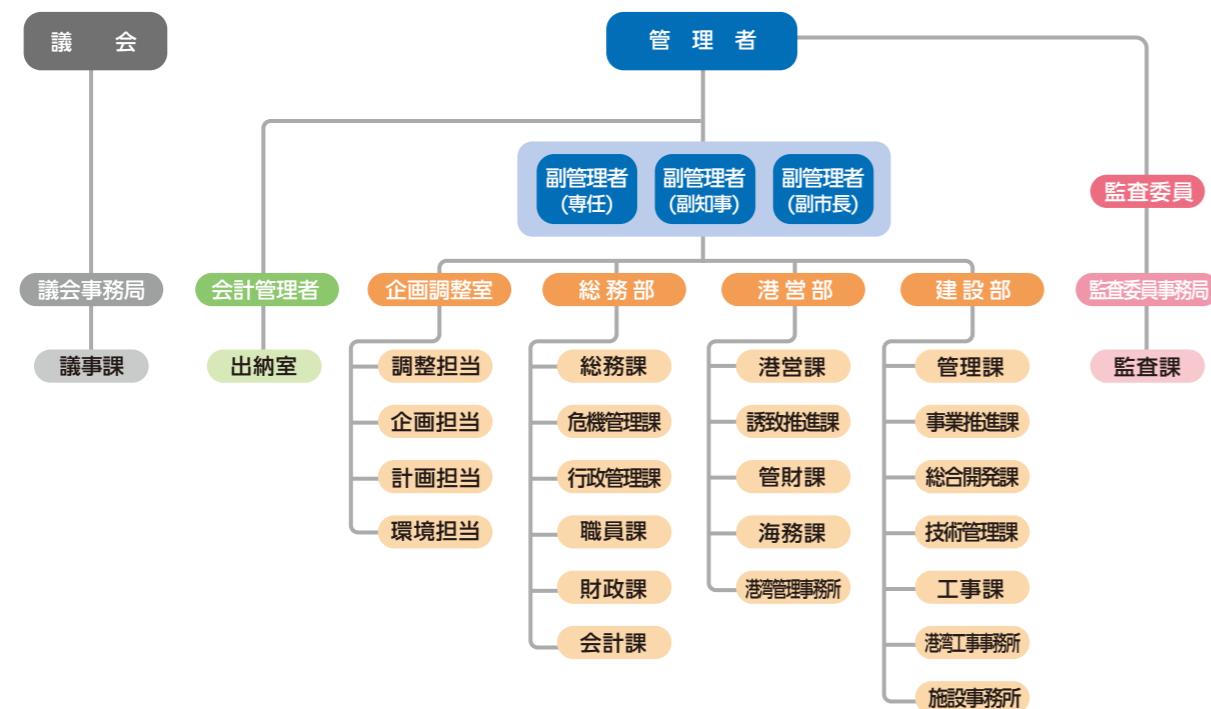 議　会
管 理 者
副管理者
(専任)
副管理者
(副知事)
副管理者
(副市長)
監査委員
議会事務局
会計管理者
企画調整室
総務部
港営部
建設部
監査委員事務局
議事課
出納室
調整担当
企画担当
計画担当
環境担当
総務課
危機管理課
行政管理課
職員課
財政課
会計課
港営課
誘致推進課
管財課
海務課
港湾管理事務所
管理課
事業推進課
総合開発課
技術管理課
工事課
港湾工事事務所
施設事務所
監査課